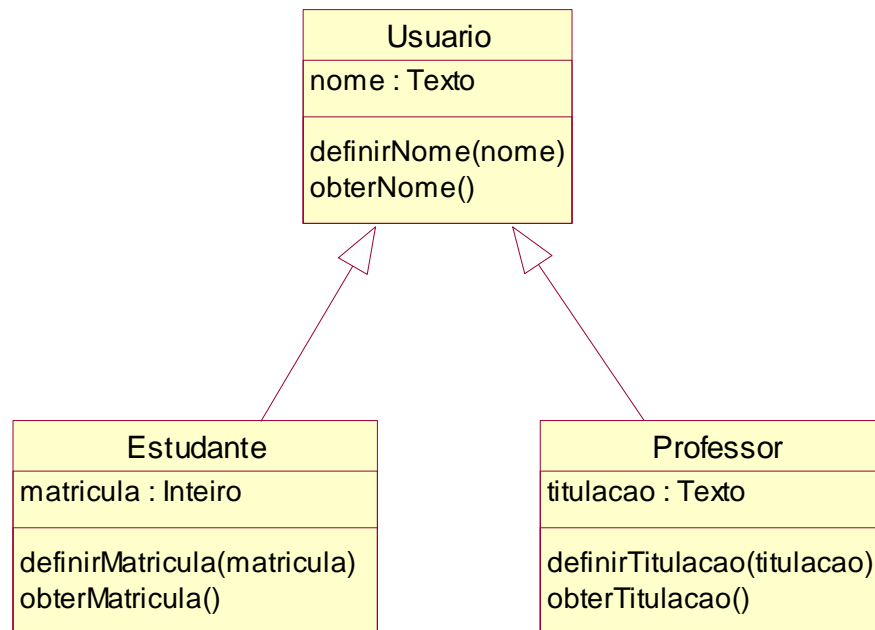 Usuario
nome : Texto
definirNome(nome)
obterNome()
Estudante
matricula : Inteiro
definirMatricula(matricula)
obterMatricula()
Professor
titulacao : Texto
definirTitulacao(titulacao)
obterTitulacao()